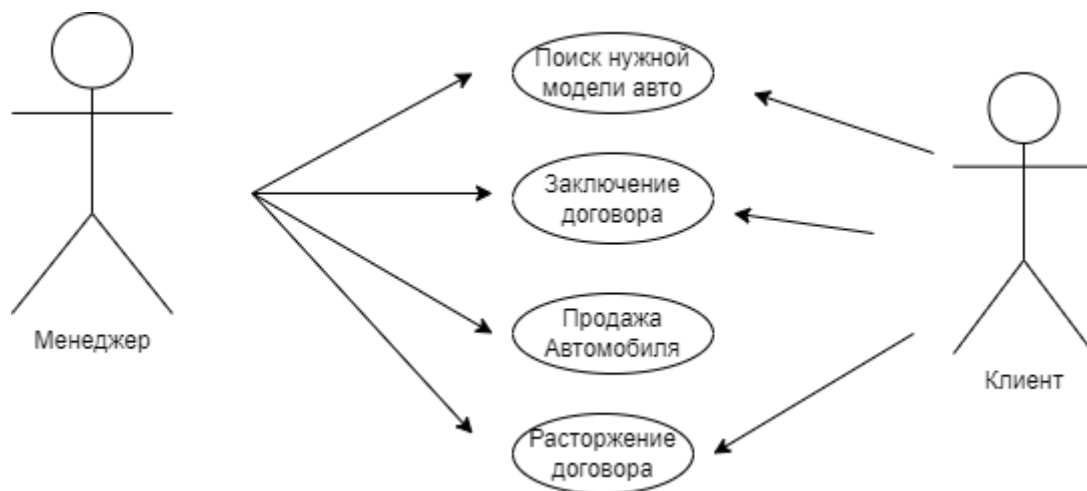 Поиск нужной
модели авто
Заключение
договора
Продажа
Автомобиля
Расторжение
договора
Менеджер
Клиент